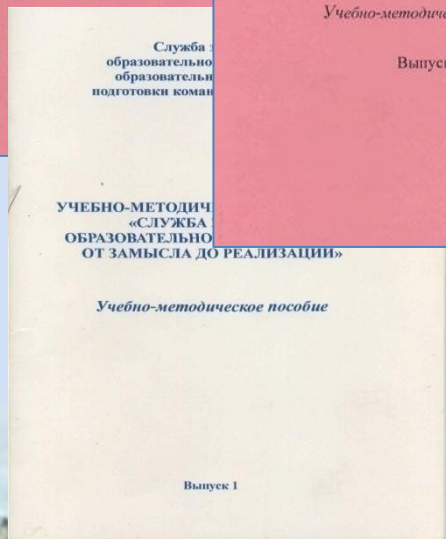 Учебно-методиче
Выпуск
Служба
образовательно
образовательн
подготовки коман
УЧЕБНО-МЕТОДИЧ
«СЛУЖБА
ОБРАЗОВАТЕЛЬНО
ОТ ЗАМЫСЛА ДО РЕАЛИЗАЦИИ»
Учебно-методическое пособие
Выпуск 1